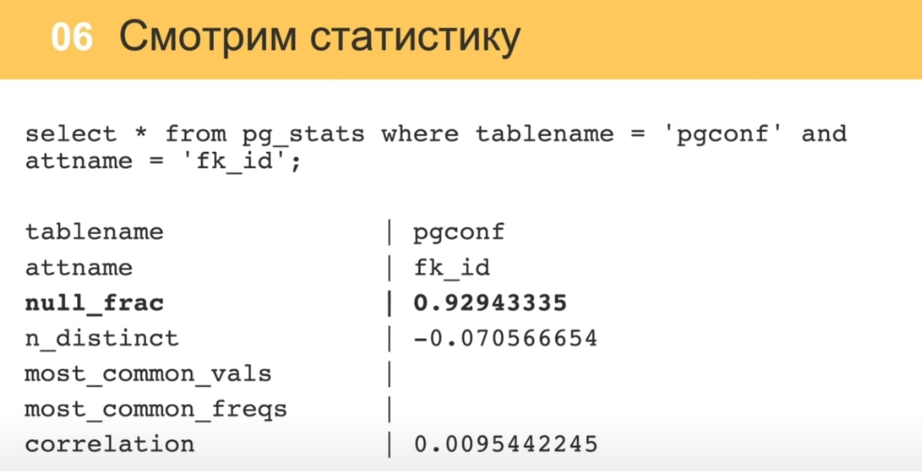 06 Смотрим статистику
select * from pg_stats where tablename = 'pgconf' and
attname = 'fk_id';
tablename | pgconf
attname | fk_id
null_frac | 0.92943335
n_distinct | -0.070566654
most_common_vals |
most_common_freqs |
correlation | 0.0095442245